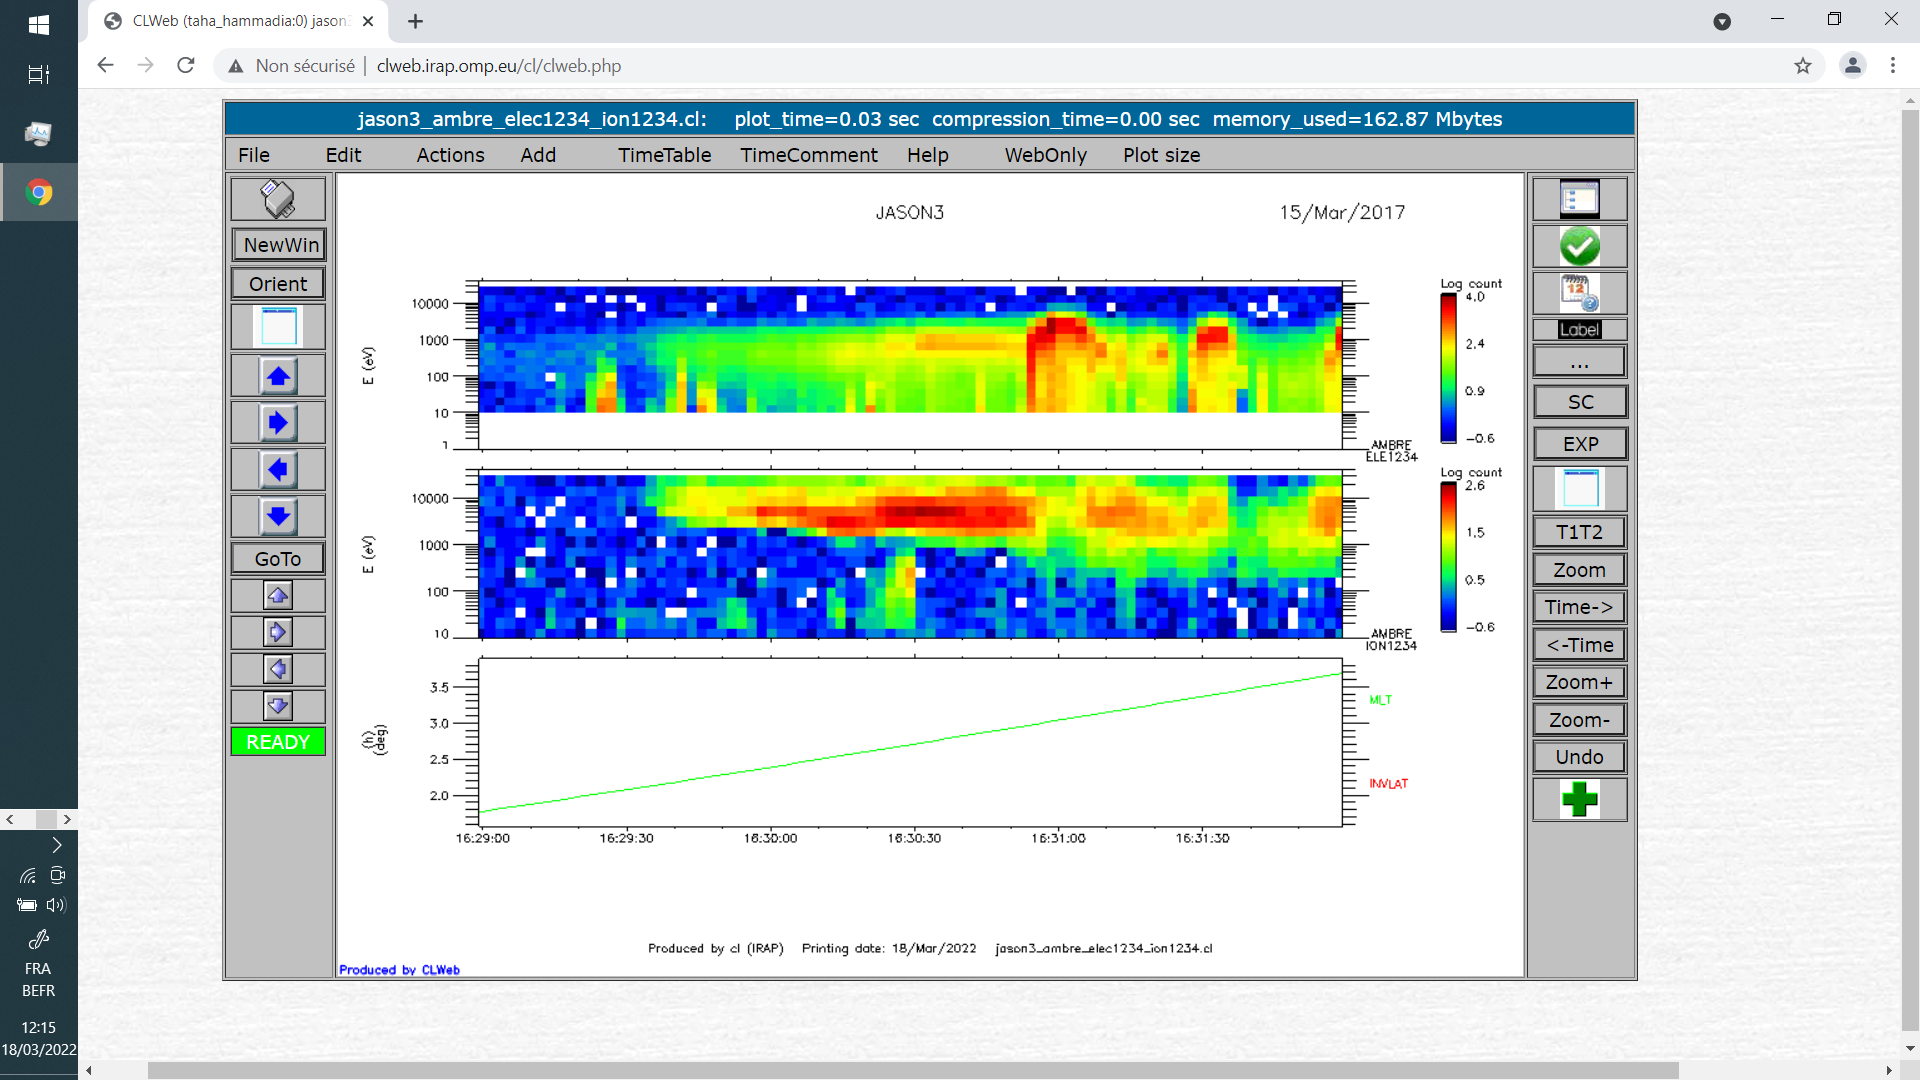 CLWeb (taha_hammadia:0) jason3
Non sécurisé | clweb.irap.omp.eu/cl/clweb.php
jason3_ambre_elec1234_ion1234.cl: plot_time=0.03 sec compression_time=0.00 sec memory_used=162.87 Mbytes
File Edit Actions Add TimeTable TimeComment Help WebOnly Plot size
NewWin
Orient
GoTo
READY
JASON3 15/Mar/2017
E (eV)
10000
1000
100
10
1
Log count
4.0
2.4
0.9
-0.6
AMBRE
ELE1234
E (eV)
10000
1000
100
10
Log count
2.6
1.5
0.5
-0.6
AMBRE
ION1234
(h)
(deg)
3.5
3.0
2.5
2.0
MLT
INVLAT
16:29:00 16:29:30 16:30:00 16:30:30 16:31:00 16:31:30
Produced by cl (IRAP) Printing date: 18/Mar/2022 jason3_ambre_elec1234_ion1234.cl
Produced by CLWeb
12
Label
...
SC
EXP
T1T2
Zoom
Time->
<-Time
Zoom+
Zoom-
Undo
FRA
BEFR
12:15
18/03/2022